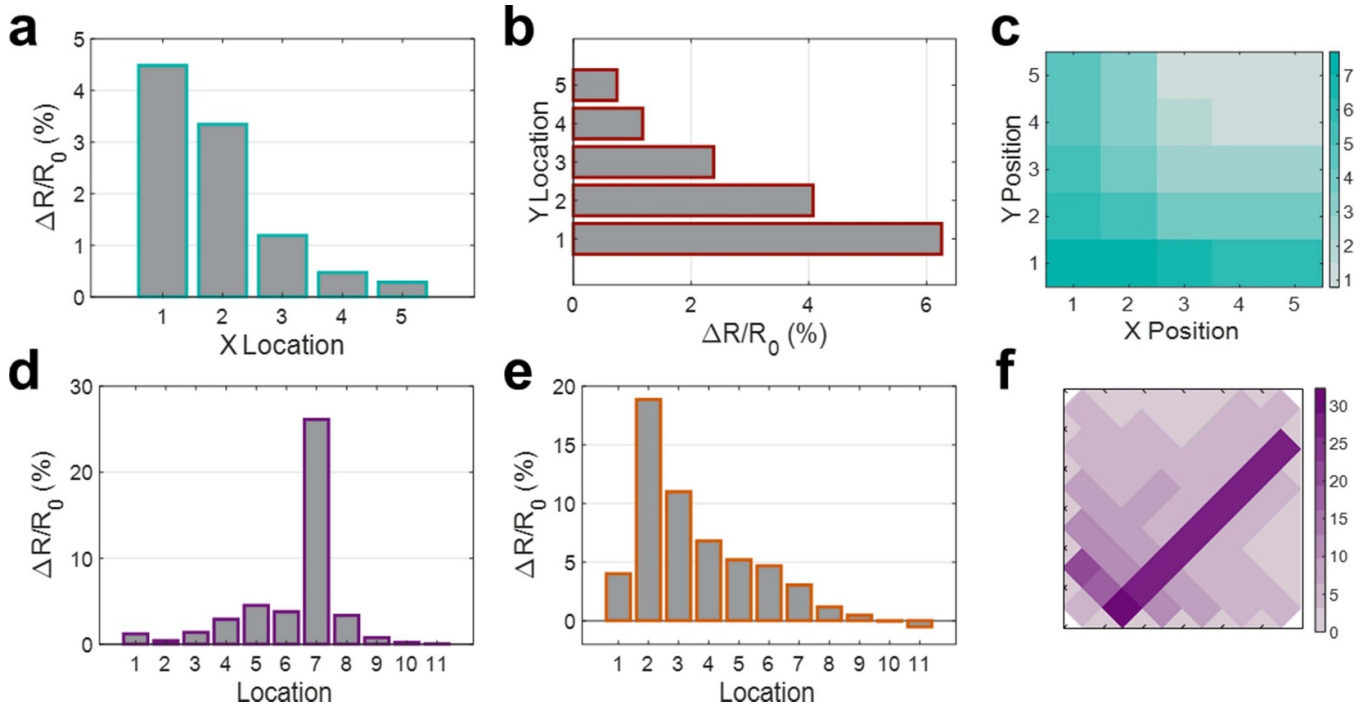 a
5
4
3
2
1
0
ΔR/R0 (%)
1 2 3 4 5
X Location
b
5
4
3
2
1
Y Location
0 2 4 6
ΔR/R0 (%)
c
5
4
3
2
1
Y Position
1 2 3 4 5
X Position
7
6
5
4
3
2
1
d
30
20
10
0
ΔR/R0 (%)
1 2 3 4 5 6 7 8 9 10 11
Location
e
20
15
10
5
0
ΔR/R0 (%)
1 2 3 4 5 6 7 8 9 10 11
Location
f
30
25
20
15
10
5
0